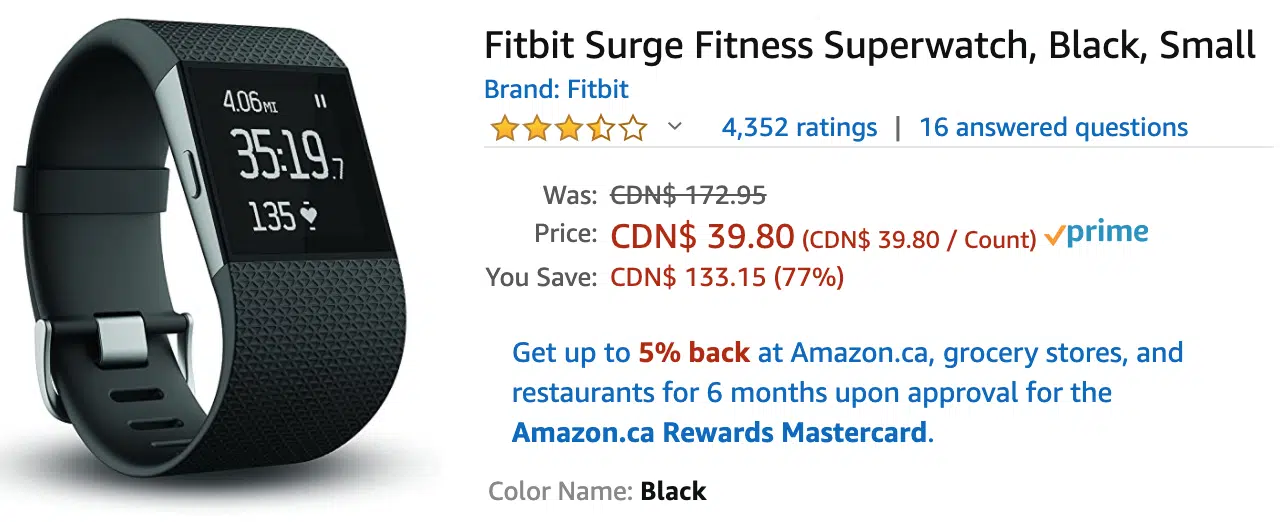 4.06MI
35:19.7
135
Fitbit Surge Fitness Superwatch, Black, Small
Brand: Fitbit
4,352 ratings | 16 answered questions
Was: CDN$ 172.95
Price: CDN$ 39.80 (CDN$ 39.80 / Count) prime
You Save: CDN$ 133.15 (77%)
Get up to 5% back at Amazon.ca, grocery stores, and
restaurants for 6 months upon approval for the
Amazon.ca Rewards Mastercard.
Color Name: Black